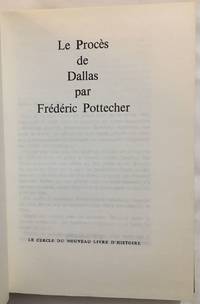 Le Procès
de
Dallas
par
Frédéric Pottecher
LE CERCLE DU NOUVEAU LIVRE D'HISTOIRE